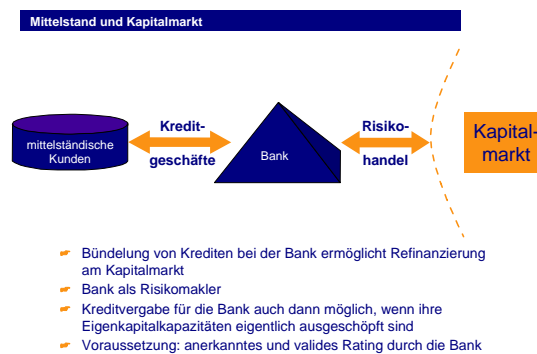 Mittelstand und Kapitalmarkt
mittelständische
Kunden
Kredit-
geschäfte
Bank
Risiko-
handel
Kapital-
markt
Bündelung von Krediten bei der Bank ermöglicht Refinanzierung
am Kapitalmarkt
Bank als Risikomakler
Kreditvergabe für die Bank auch dann möglich, wenn ihre
Eigenkapitalkapazitäten eigentlich ausgeschöpft sind
Voraussetzung: anerkanntes und valides Rating durch die Bank